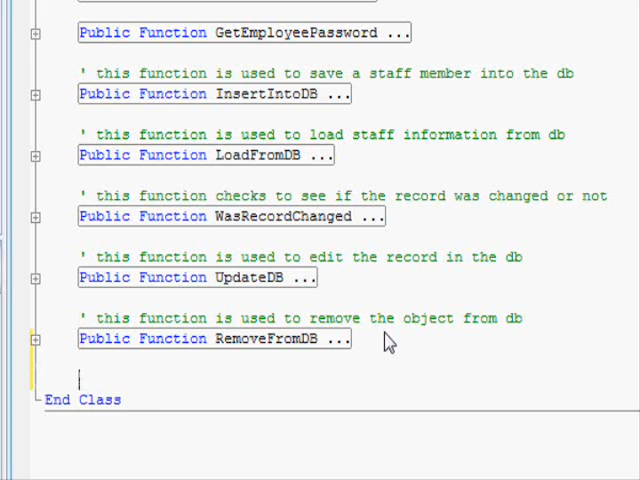 Public Function GetEmployeePassword ...
' this function is used to save a staff member into the db
Public Function InsertIntoDB ...
' this function is used to load staff information from db
Public Function LoadFromDB ...
' this function checks to see if the record was changed or not
Public Function WasRecordChanged ...
' this function is used to edit the record in the db
Public Function UpdateDB ...
' this function is used to remove the object from db
Public Function RemoveFromDB ...
End Class